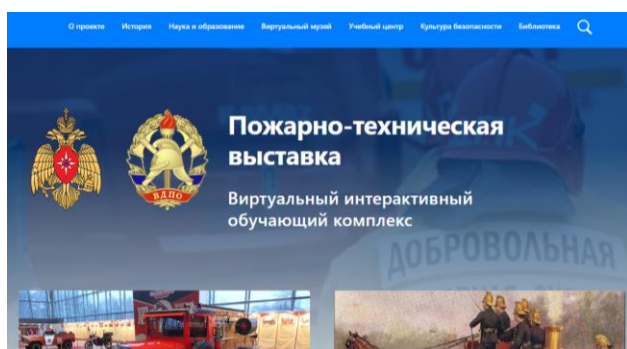 О проекте История Наука и образование Виртуальный музей Учебный центр Культура безопасности Библиотека
Пожарно-техническая
выставка
ВДПО
Виртуальный интерактивный
обучающий комплекс
ДОБРОВОЛЬНАЯ